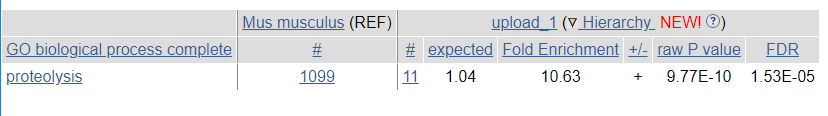 Mus musculus (REF) upload_1 (▿ Hierarchy NEW! ?)
GO biological process complete # # expected Fold Enrichment +/- raw P value FDR
proteolysis 1099 11 1.04 10.63 + 9.77E-10 1.53E-05